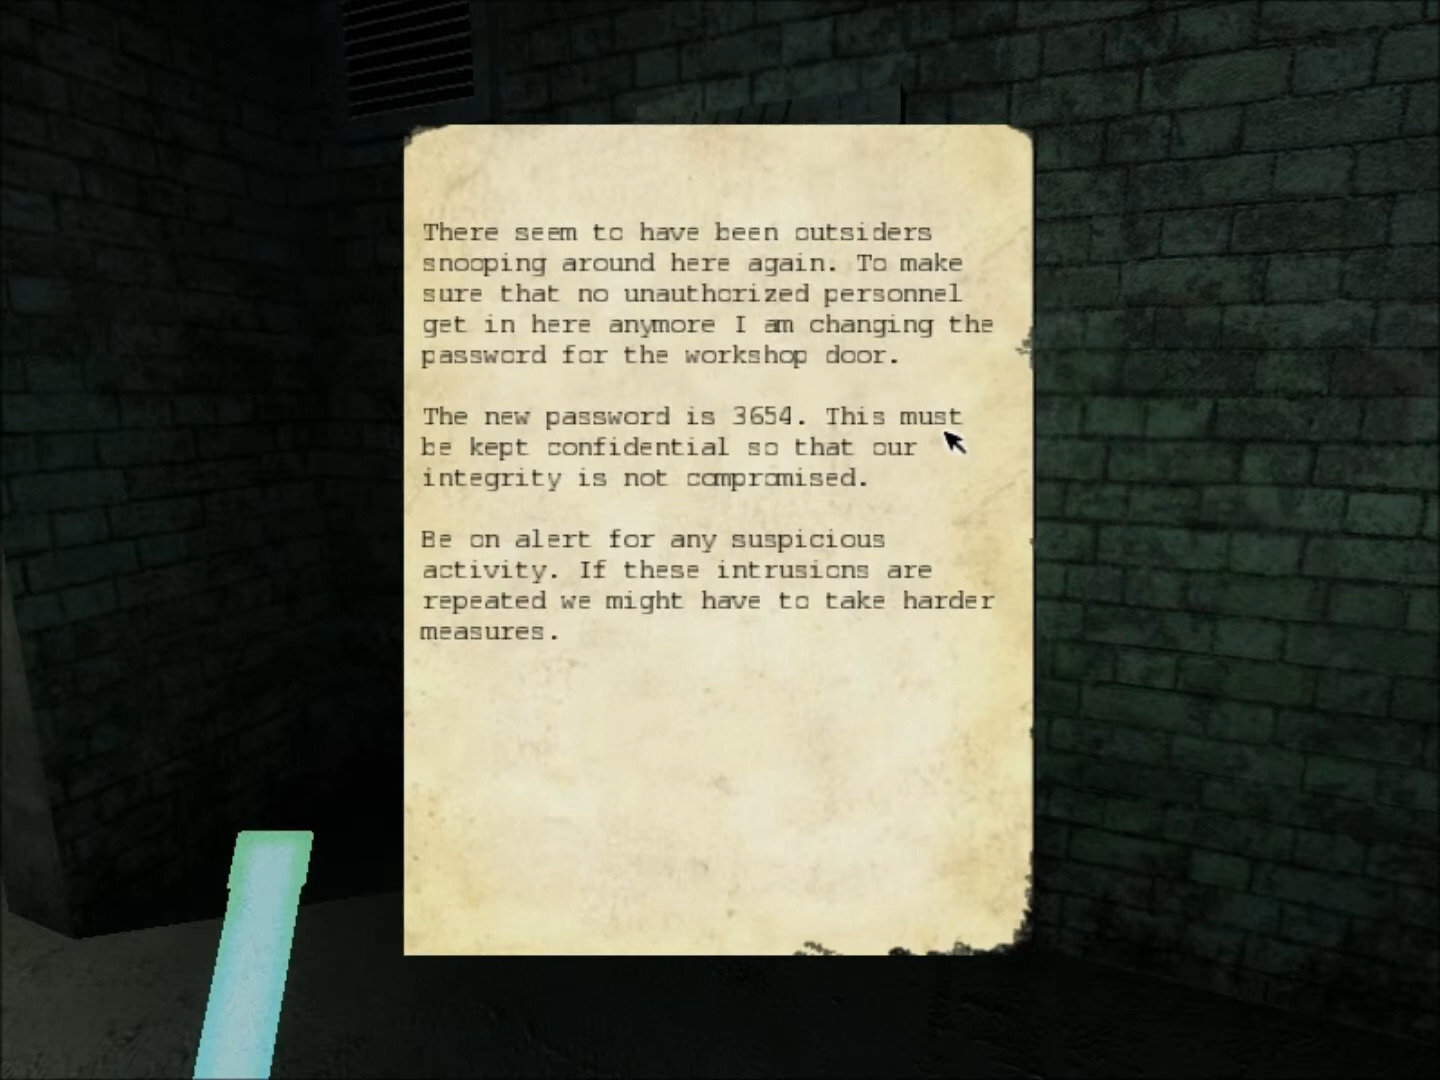 There seem to have been outsiders
snooping around here again. To make
sure that no unauthorized personnel
get in here anymore I am changing the
password for the workshop door.
The new password is 3654. This must
be kept confidential so that our
integrity is not compromised.
Be on alert for any suspicious
activity. If these intrusions are
repeated we might have to take harder
measures.